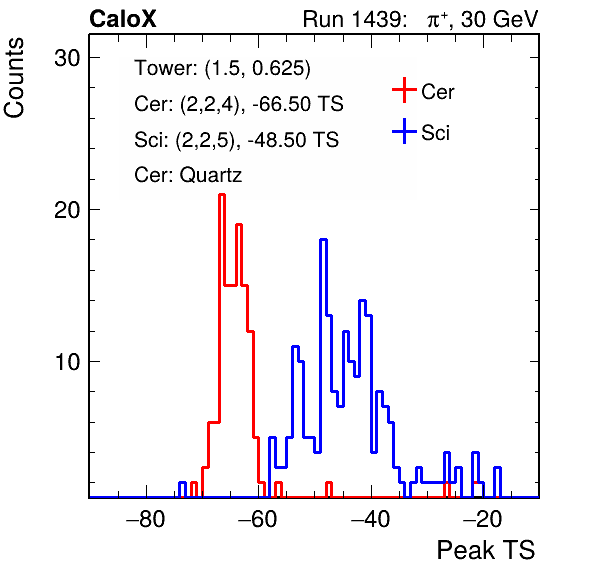 CaloX Run 1439: π⁺, 30 GeV
Counts
30
20
10
Tower: (1.5, 0.625)
Cer: (2,2,4), -66.50 TS
Sci: (2,2,5), -48.50 TS
Cer: Quartz
Cer
Sci
−80 −60 −40 −20
Peak TS